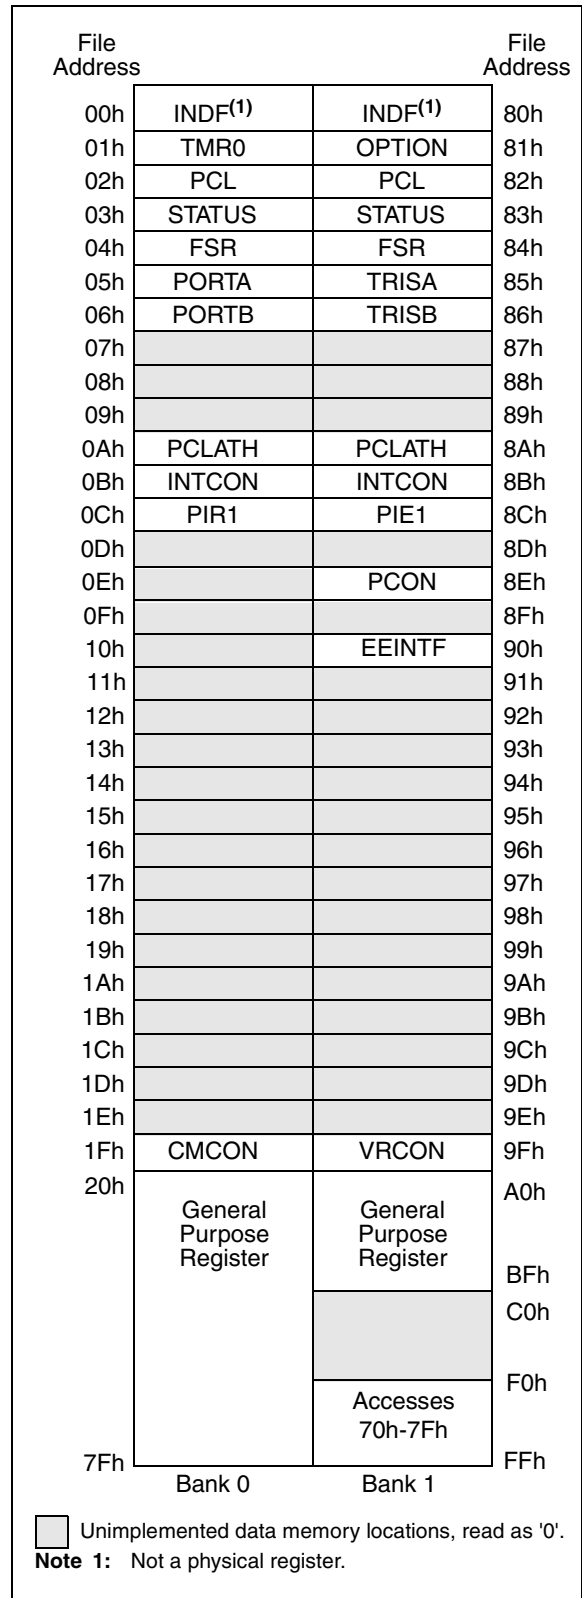 File Address File Address
00h INDF(1) INDF(1) 80h
01h TMR0 OPTION 81h
02h PCL PCL 82h
03h STATUS STATUS 83h
04h FSR FSR 84h
05h PORTA TRISA 85h
06h PORTB TRISB 86h
07h 87h
08h 88h
09h 89h
0Ah PCLATH PCLATH 8Ah
0Bh INTCON INTCON 8Bh
0Ch PIR1 PIE1 8Ch
0Dh 8Dh
0Eh PCON 8Eh
0Fh 8Fh
10h EEINTF 90h
11h 91h
12h 92h
13h 93h
14h 94h
15h 95h
16h 96h
17h 97h
18h 98h
19h 99h
1Ah 9Ah
1Bh 9Bh
1Ch 9Ch
1Dh 9Dh
1Eh 9Eh
1Fh CMCON VRCON 9Fh
20h A0h
General General
Purpose Purpose
Register Register
BFh
C0h
F0h
Accesses
70h-7Fh
7Fh FFh
Bank 0 Bank 1
Unimplemented data memory locations, read as '0'.
Note 1: Not a physical register.